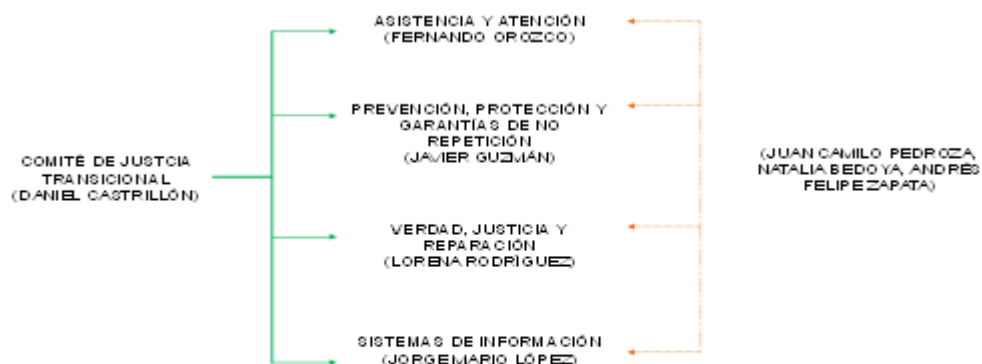 COMITÉ DE JUSTCIA
TRANSICIONAL
(DANIEL CASTRILLÓN)
ASISTENCIA Y ATENCIÓN
(FERNANDO OROZCO)
PREVENCIÓN, PROTECCIÓN Y
GARANTÍAS DE NO
REPETICIÓN
(JAVIER GUZMÁN)
VERDAD, JUSTICIA Y
REPARACIÓN
(LORENA RODRÍGUEZ)
SISTEMAS DE INFORMACIÓN
(JORGE MARIO LÓPEZ)
(JUAN CAMILO PEDROZA,
NATALIA BEDOYA, ANDRÉS
FELIPE ZAPATA)